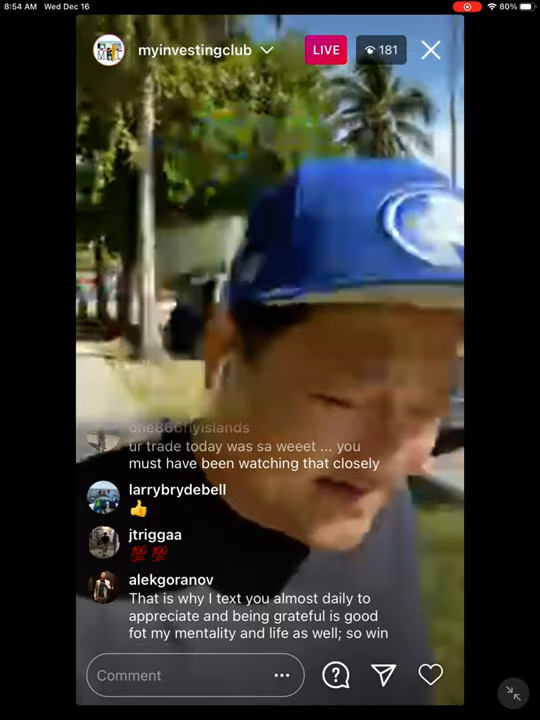 8:54 AM Wed Dec 16
80%
myinvestingclub
LIVE
181
one866flyislands
ur trade today was sa weeet ... you
must have been watching that closely
larrybrydebell
👍
jtriggaa
💯 💯
alekgoranov
That is why I text you almost daily to
appreciate and being grateful is good
fot my mentality and life as well; so win
Comment